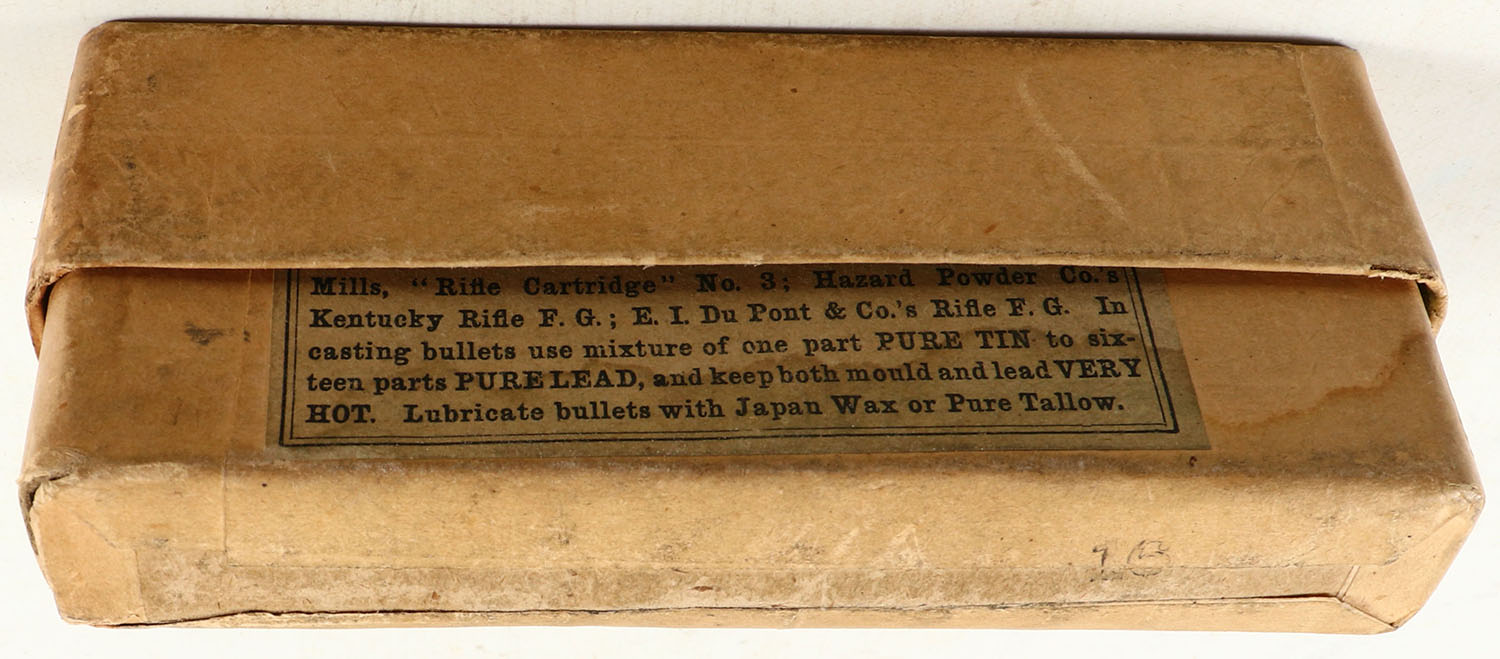 Mills, "Rifle Cartridge" No. 3; Hazard Powder Co.'s
Kentucky Rifle F. G.; E. I. Du Pont & Co.'s Rifle F. G. In
casting bullets use mixture of one part PURE TIN to six-
teen parts PURE LEAD, and keep both mould and lead VERY
HOT. Lubricate bullets with Japan Wax or Pure Tallow.
15